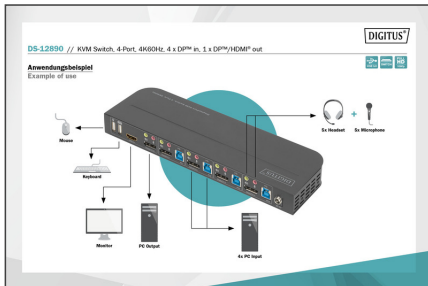 DIGITUS®
DS-12890 // KVM Switch, 4-Port, 4K60Hz, 4 x DP™ in, 1 x DP™/HDMI® out
Anwendungsbeispiel
Example of use
Mouse
Keyboard
Monitor
PC Output
4x PC Input
5x Headset + 5x Microphone
DIGITUS